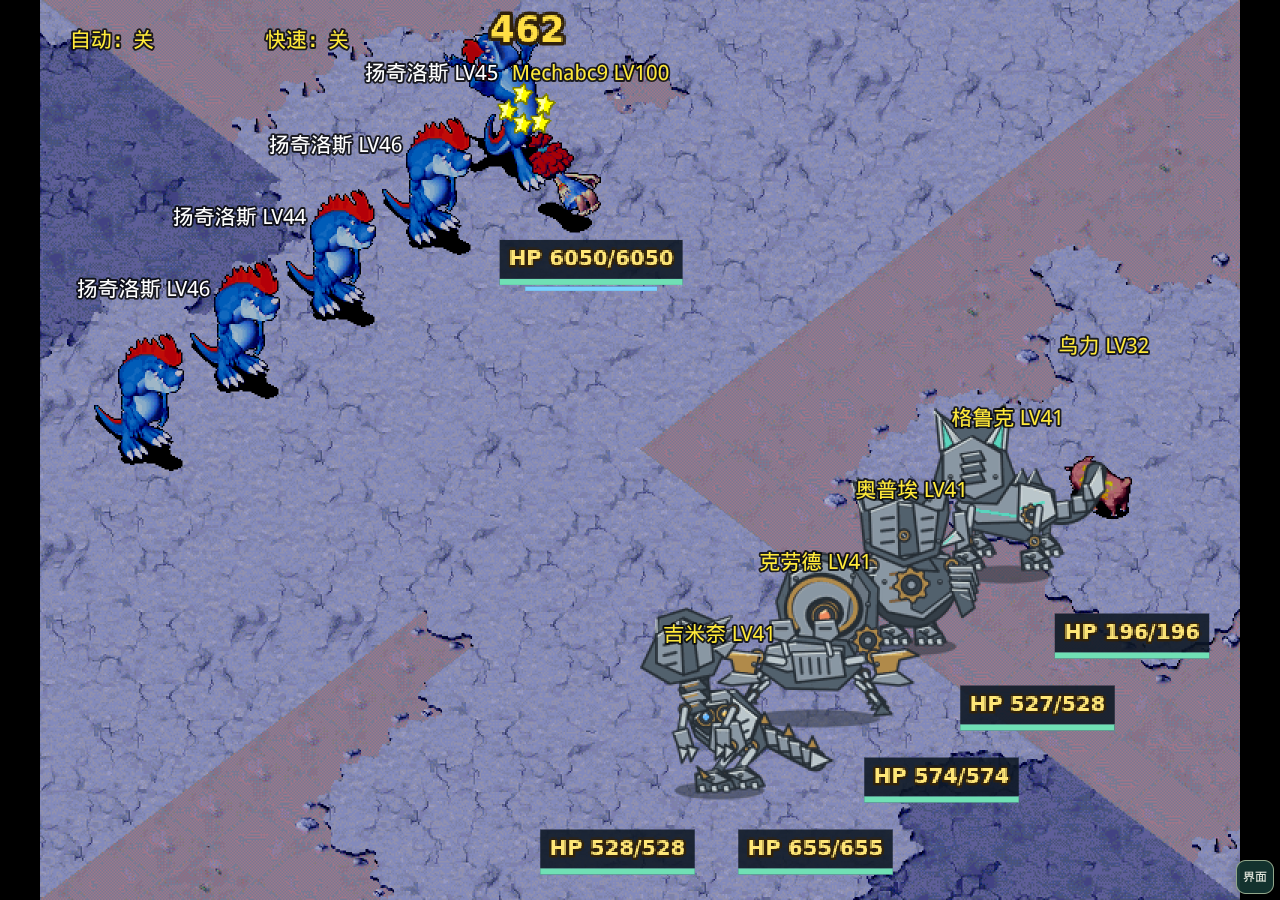 462
自动: 关
快速: 关
扬奇洛斯 LV45
Mechabc9 LV100
扬奇洛斯 LV46
扬奇洛斯 LV44
HP 6050/6050
扬奇洛斯 LV46
乌力 LV32
格鲁克 LV41
奥普埃 LV41
克劳德 LV41
吉米奈 LV41
HP 196/196
HP 527/528
HP 574/574
HP 528/528
HP 655/655
界面